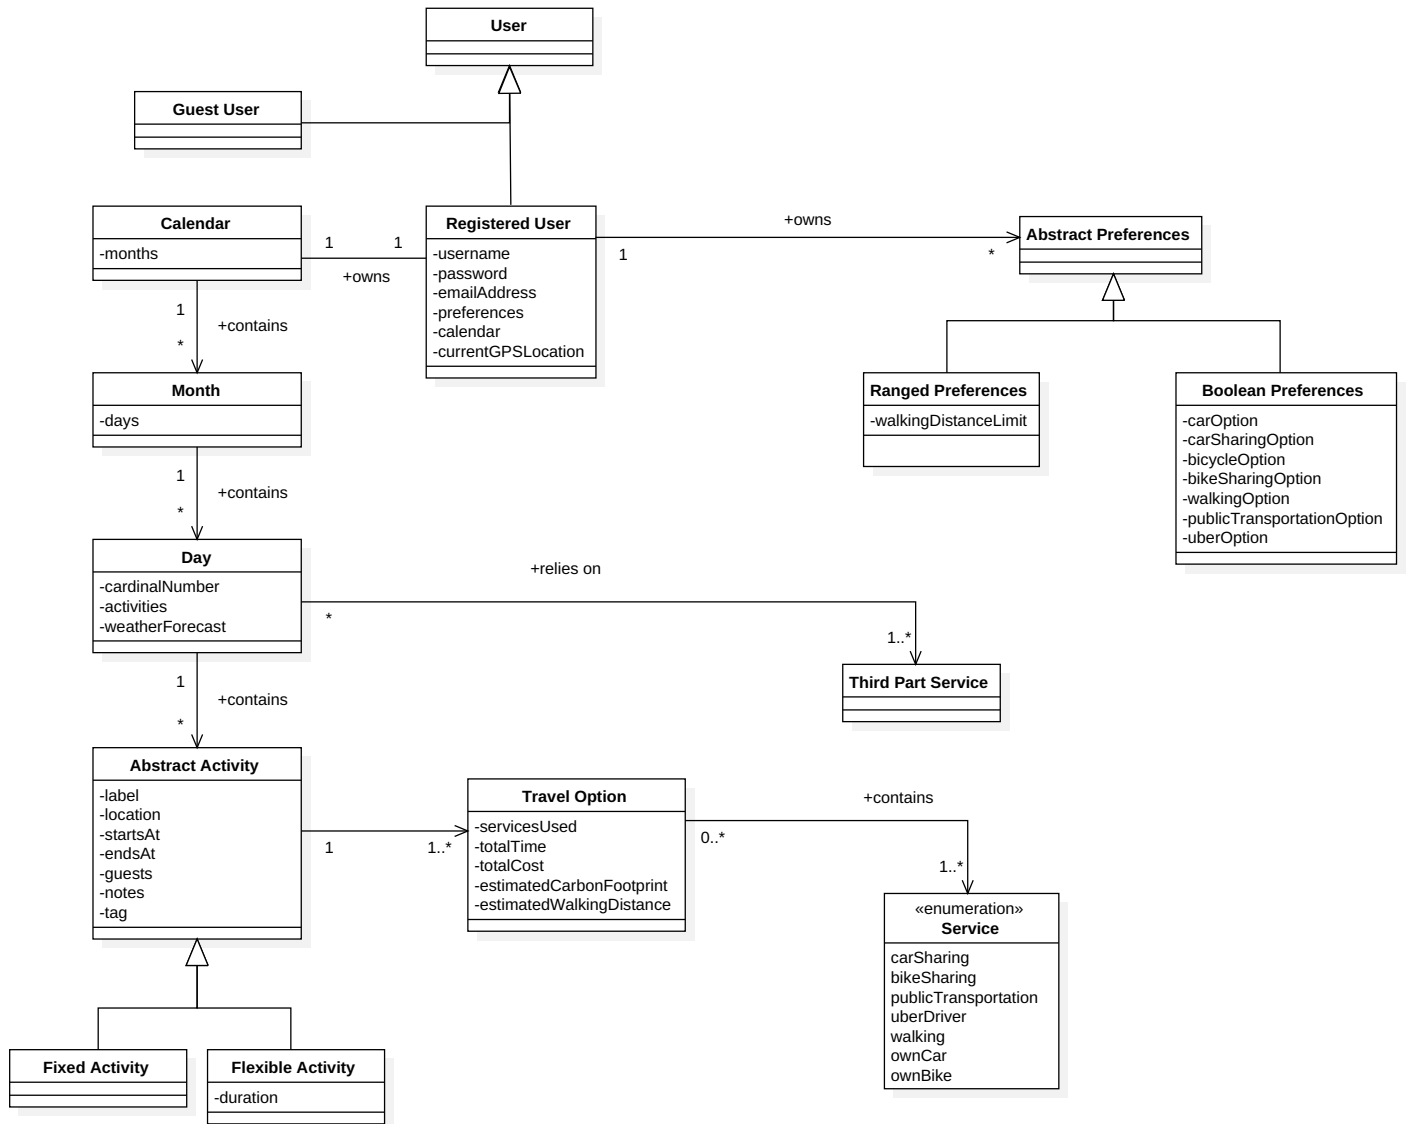 User
Guest User
Calendar
-months
1
1
+owns
Registered User
-username
-password
-emailAddress
-preferences
-calendar
-currentGPSLocation
+owns
1
*
Abstract Preferences
1
+contains
*
Month
-days
Ranged Preferences
-walkingDistanceLimit
Boolean Preferences
-carOption
-carSharingOption
-bicycleOption
-bikeSharingOption
-walkingOption
-publicTransportationOption
-uberOption
1
+contains
*
Day
-cardinalNumber
-activities
-weatherForecast
+relies on
*
1..*
Third Part Service
1
+contains
*
Abstract Activity
-label
-location
-startsAt
-endsAt
-guests
-notes
-tag
1
1..*
Travel Option
-servicesUsed
-totalTime
-totalCost
-estimatedCarbonFootprint
-estimatedWalkingDistance
+contains
0..*
1..*
«enumeration»
Service
carSharing
bikeSharing
publicTransportation
uberDriver
walking
ownCar
ownBike
Fixed Activity
Flexible Activity
-duration